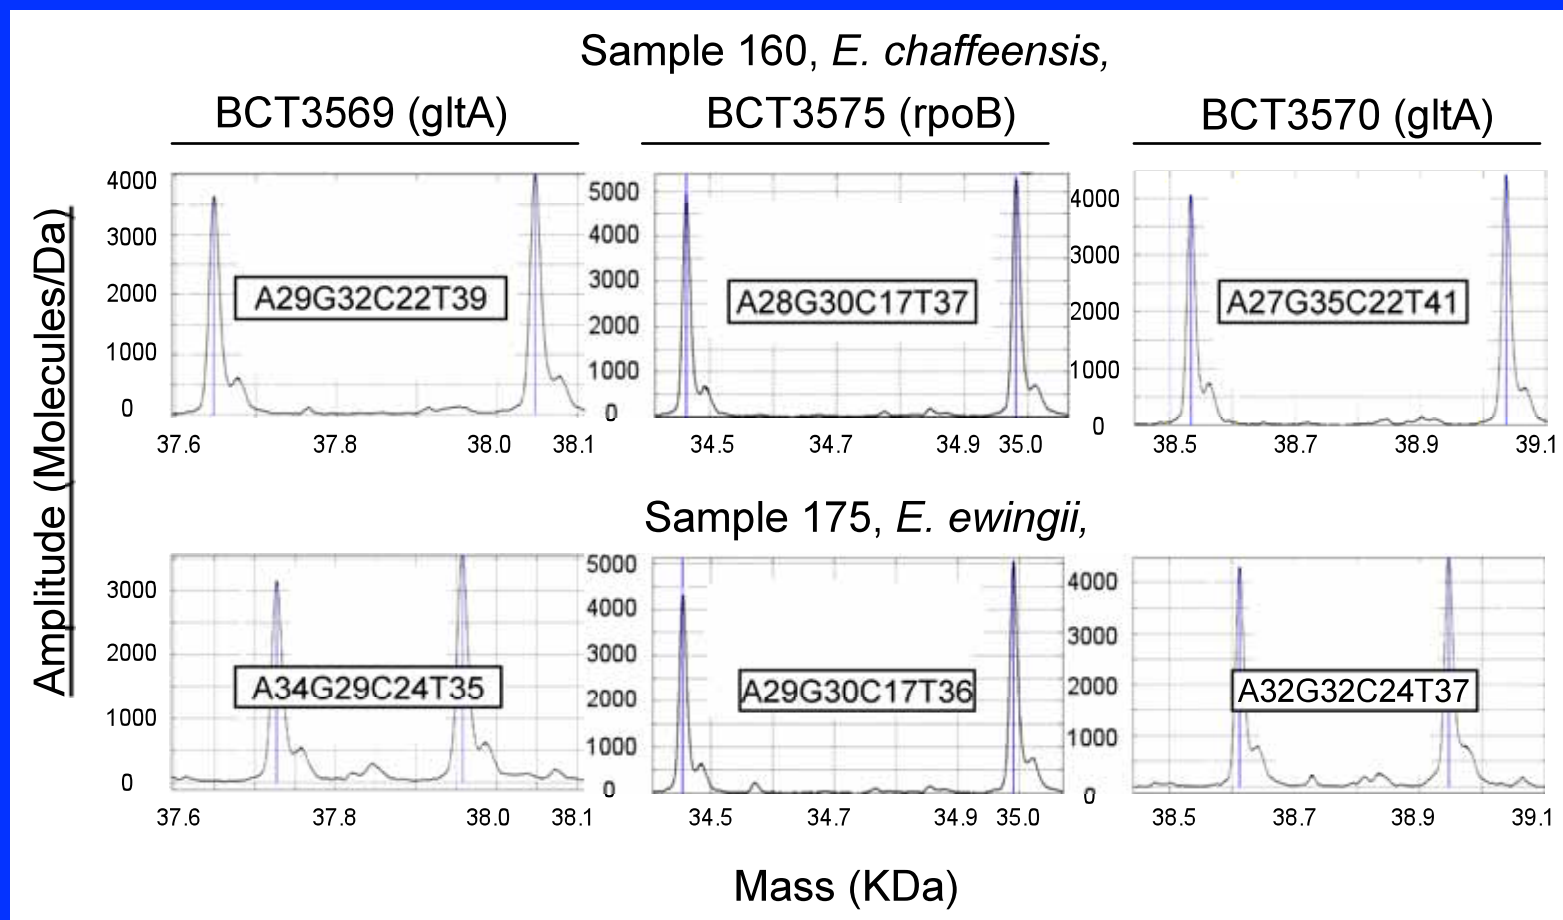 Sample 160, E. chaffeensis,
BCT3569 (gltA)
BCT3575 (rpoB)
BCT3570 (gltA)
Amplitude (Molecules/Da)
4000
3000
2000
1000
0
A29G32C22T39
37.6 37.8 38.0 38.1
5000
4000
3000
2000
1000
0
A28G30C17T37
34.5 34.7 34.9 35.0
4000
3000
2000
1000
0
A27G35C22T41
38.5 38.7 38.9 39.1
Sample 175, E. ewingii,
3000
2000
1000
0
A34G29C24T35
37.6 37.8 38.0 38.1
5000
4000
3000
2000
1000
0
A29G30C17T36
34.5 34.7 34.9 35.0
4000
3000
2000
1000
0
A32G32C24T37
38.5 38.7 38.9 39.1
Mass (KDa)